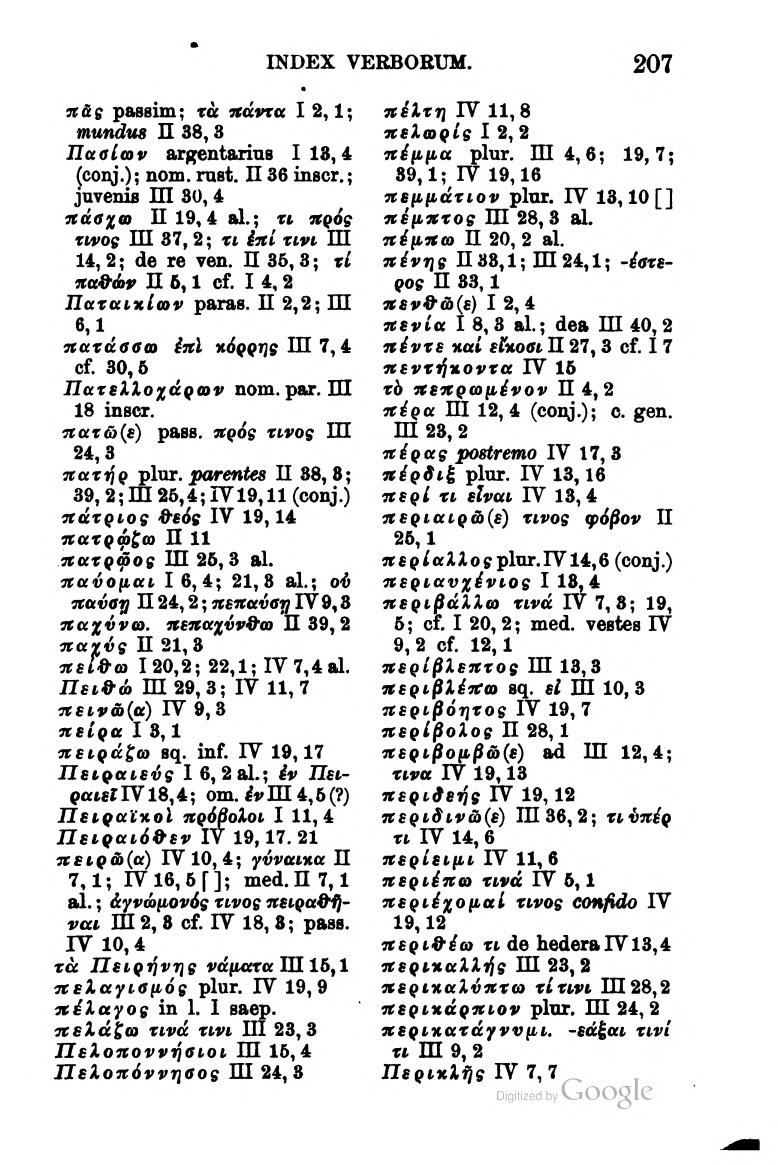 INDEX VERBORUM.
207
πᾶς passim; τὰ πάντα I 2, 1;
mundus II 38, 3
Πασίων argentarius I 13, 4
(conj.); nom. rust. II 36 inscr.;
juvenis III 30, 4
πάσχω II 19, 4 al.; τι πρός
τινος III 37, 2; τι ἐπί τινι III
14, 2; de re ven. II 35, 3; τί
παθών II 5, 1 cf. I 4, 2
Παταικίων paras. II 2, 2; III
6, 1
πατάσσω ἐπὶ κόρρης III 7, 4
cf. 30, 5
Πατελλοχάρων nom. par. III
18 inscr.
πατῶ(ε) pass. πρός τινος III
24, 3
πατήρ plur. parentes II 38, 3;
39, 2; III 25, 4; IV 19, 11 (conj.)
πάτριος θεός IV 19, 14
πατρῴζω II 11
πατρῷος III 25, 3 al.
παύομαι I 6, 4; 21, 3 al.; οὐ
παύσῃ II 24, 2; πεπαύσῃ IV 9, 3
παχύνω. πεπαχύνθω II 39, 2
παχύς II 21, 3
πείθω I 20, 2; 22, 1; IV 7, 4 al.
Πειθώ III 29, 3; IV 11, 7
πεινῶ(α) IV 9, 3
πείρα I 3, 1
πειράζω sq. inf. IV 19, 17
Πειραιεύς I 6, 2 al.; ἐν Πει-
ραιεῖ IV 18, 4; om. ἐν III 4, 5 (?)
Πειραϊκοὶ πρόβολοι I 11, 4
Πειραιόθεν IV 19, 17. 21
πειρῶ(α) IV 10, 4; γύναικα II
7, 1; IV 16, 5 [ ]; med. II 7, 1
al.; ἀγνώμονός τινος πειραθῆ-
ναι III 2, 3 cf. IV 18, 3; pass.
IV 10, 4
τὰ Πειρήνης νάματα III 15, 1
πελαγισμός plur. IV 19, 9
πέλαγος in l. I saep.
πελάζω τινά τινι III 23, 3
Πελοποννήσιοι III 15, 4
Πελοπόννησος III 24, 3
πέλτη IV 11, 8
πελωρίς I 2, 2
πέμμα plur. III 4, 6; 19, 7;
39, 1; IV 19, 16
πεμμάτιον plur. IV 13, 10 [ ]
πέμπτος III 28, 3 al.
πέμπω II 20, 2 al.
πένης II 33, 1; III 24, 1; -έστε-
ρος II 33, 1
πενθῶ(ε) I 2, 4
πενία I 8, 3 al.; dea III 40, 2
πέντε καί εἴκοσι II 27, 3 cf. I 7
πεντήκοντα IV 15
τὸ πεπρωμένον II 4, 2
πέρα III 12, 4 (conj.); c. gen.
III 23, 2
πέρας postremo IV 17, 3
πέρδιξ plur. IV 13, 16
περί τι εἶναι IV 13, 4
περιαιρῶ(ε) τινος φόβον II
25, 1
περίαλλος plur. IV 14, 6 (conj.)
περιαυχένιος I 13, 4
περιβάλλω τινά IV 7, 3; 19,
5; cf. I 20, 2; med. vestes IV
9, 2 cf. 12, 1
περίβλεπτος III 13, 3
περιβλέπω sq. εἰ III 10, 3
περιβόητος IV 19, 7
περίβολος II 28, 1
περιβομβῶ(ε) ad III 12, 4;
τινα IV 19, 13
περιδεής IV 19, 12
περιδινῶ(ε) III 36, 2; τι ὑπέρ
τι IV 14, 6
περίειμι IV 11, 6
περιέπω τινά IV 5, 1
περιέχομαί τινος confido IV
19, 12
περιθέω τι de hedera IV 13, 4
περικαλλής III 23, 2
περικαλύπτω τί τινι III 28, 2
περικάρπιον plur. III 24, 2
περικατάγνυμι. -εάξαι τινί
τι III 9, 2
Περικλῆς IV 7, 7
Digitized by Google